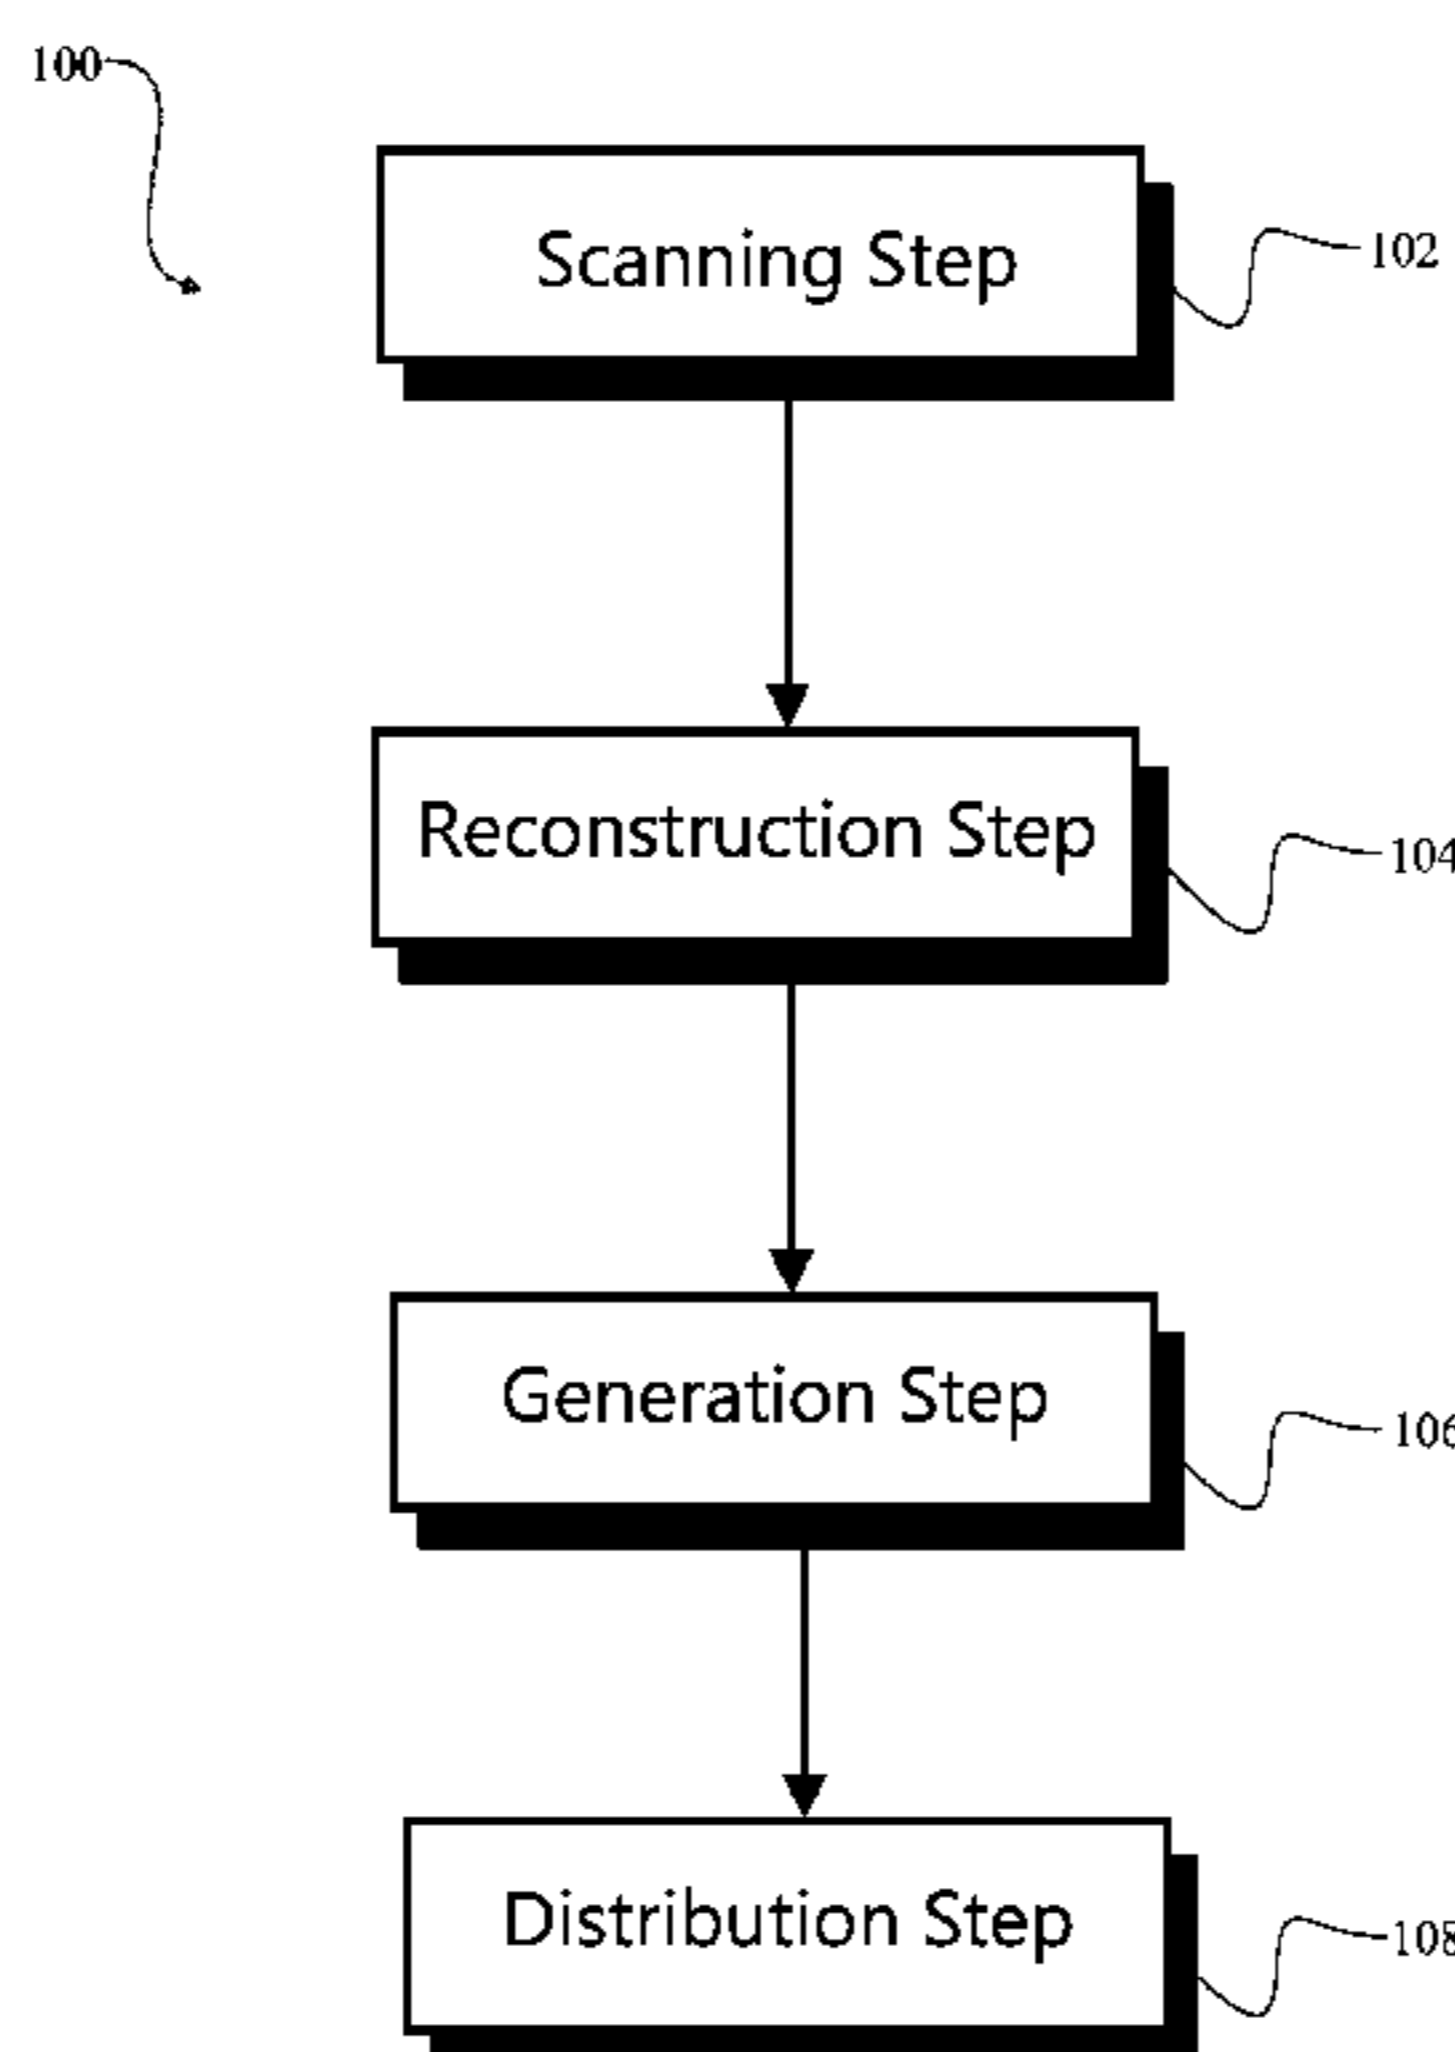 100
Scanning Step
102
Reconstruction Step
104
Generation Step
106
Distribution Step
108